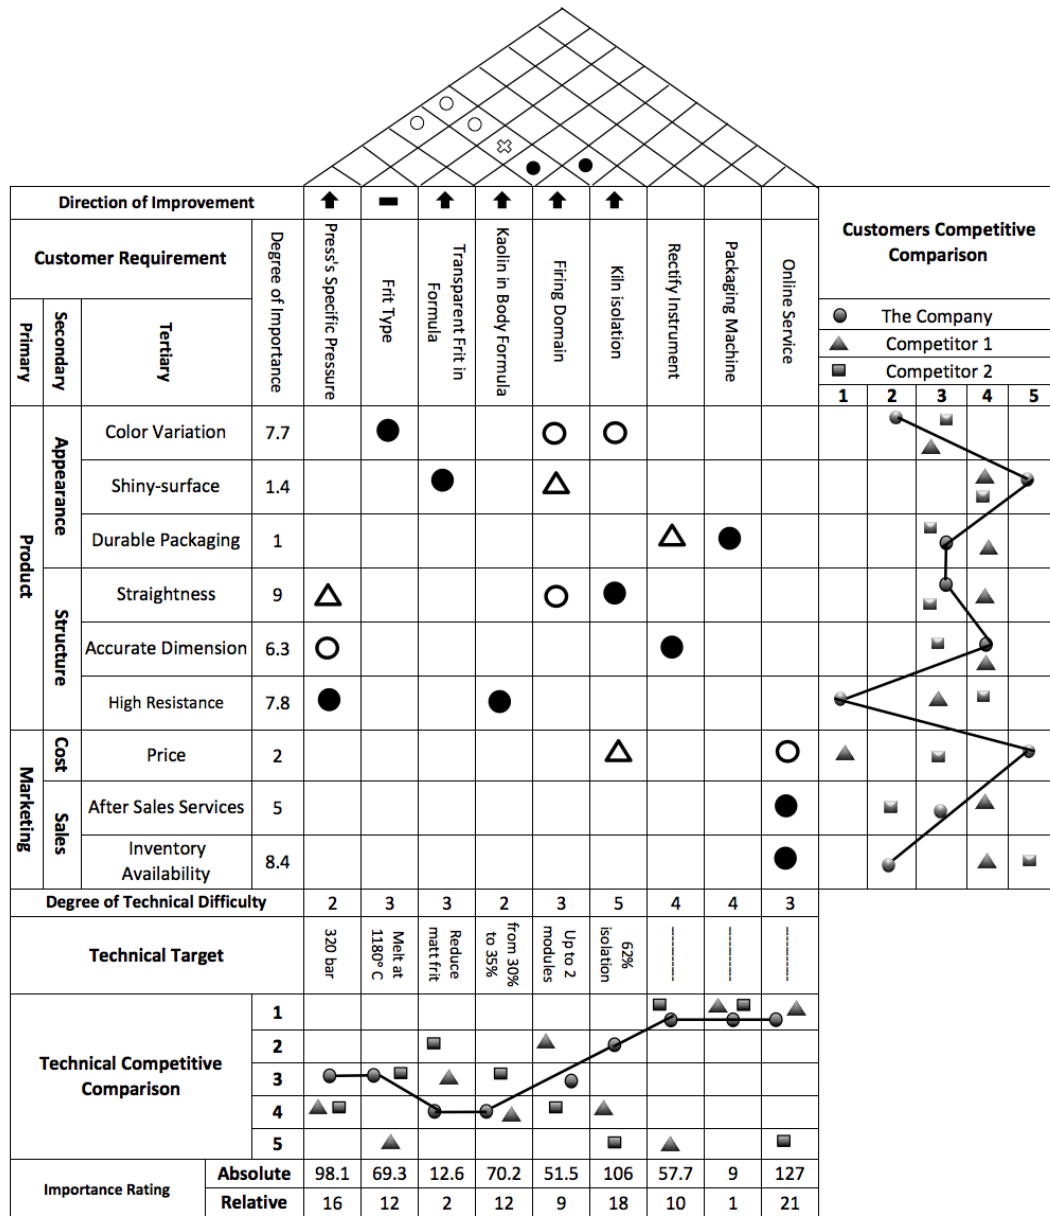 Direction of Improvement
Customer Requirement
Degree of Importance
Press's Specific Pressure
Frit Type
Transparent Frit in
Formula
Kaolin in Body Formula
Firing Domain
Kiln isolation
Rectify Instrument
Packaging Machine
Online Service
Customers Competitive
Comparison
The Company
Competitor 1
Competitor 2
1 2 3 4 5
Primary
Secondary
Tertiary
Product
Appearance
Color Variation 7.7
Shiny-surface 1.4
Durable Packaging 1
Structure
Straightness 9
Accurate Dimension 6.3
High Resistance 7.8
Marketing
Cost
Price 2
Sales
After Sales Services 5
Inventory
Availability 8.4
Degree of Technical Difficulty 2 3 3 2 3 5 4 4 3
Technical Target
320 bar
Melt at
1180° C
Reduce
matt frit
from 30%
to 35%
Up to 2
modules
62%
isolation
----------
----------
----------
Technical Competitive
Comparison
1
2
3
4
5
Importance Rating
Absolute 98.1 69.3 12.6 70.2 51.5 106 57.7 9 127
Relative 16 12 2 12 9 18 10 1 21